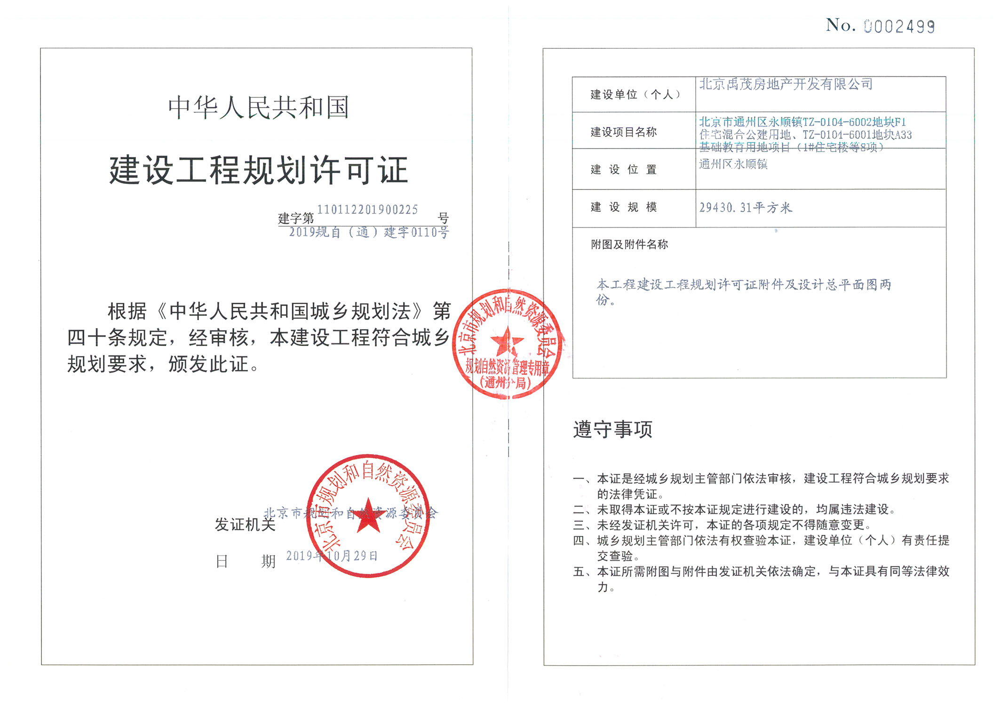 No. 0002499
中华人民共和国
建设工程规划许可证
建字第 110112201900225 号
2019规自（通）建字0110号
根据《中华人民共和国城乡规划法》第
四十条规定，经审核，本建设工程符合城乡
规划要求，颁发此证。
发证机关 北京市规划和自然资源委员会
日 期 2019年10月29日
北京市规划和自然资源委员会
北京市规划和自然资源委员会
规划自然资源管理专用章
（通州分局）
建设单位（个人） 北京禹茂房地产开发有限公司
建设项目名称 北京市通州区永顺镇TZ-0104-6002地块F1
住宅混合公建用地、TZ-0104-6001地块A33
基础教育用地项目（1#住宅楼等8项）
建设位置 通州区永顺镇
建设规模 29430.31平方米
附图及附件名称
本工程建设工程规划许可证附件及设计总平面图两
份。
遵守事项
一、本证是经城乡规划主管部门依法审核，建设工程符合城乡规划要求
的法律凭证。
二、未取得本证或不按本证规定进行建设的，均属违法建设。
三、未经发证机关许可，本证的各项规定不得随意变更。
四、城乡规划主管部门依法有权查验本证，建设单位（个人）有责任提
交查验。
五、本证所需附图与附件由发证机关依法确定，与本证具有同等法律效
力。